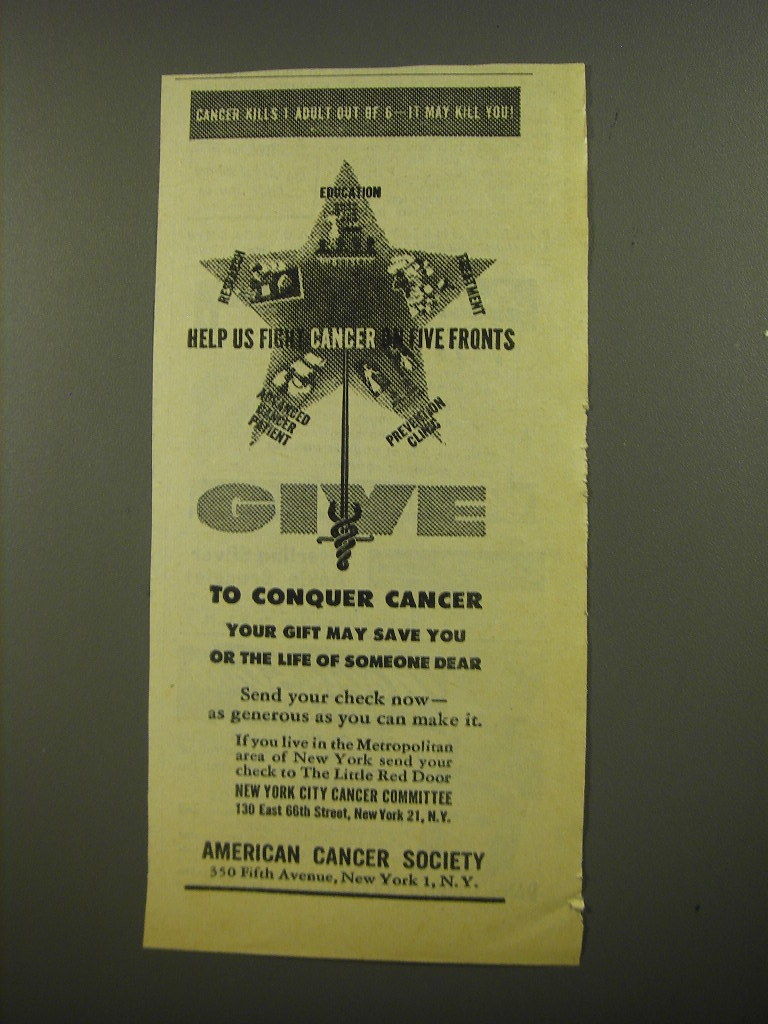 CANCER KILLS 1 ADULT OUT OF 6—IT MAY KILL YOU!
EDUCATION
RESEARCH
TREATMENT
HELP US FIGHT CANCER ON FIVE FRONTS
ADVANCED
CANCER
PATIENT
PREVENTION
CLINIC
GIVE
TO CONQUER CANCER
YOUR GIFT MAY SAVE YOU
OR THE LIFE OF SOMEONE DEAR
Send your check now—
as generous as you can make it.
If you live in the Metropolitan
area of New York send your
check to The Little Red Door
NEW YORK CITY CANCER COMMITTEE
130 East 66th Street, New York 21, N.Y.
AMERICAN CANCER SOCIETY
350 Fifth Avenue, New York 1, N.Y.